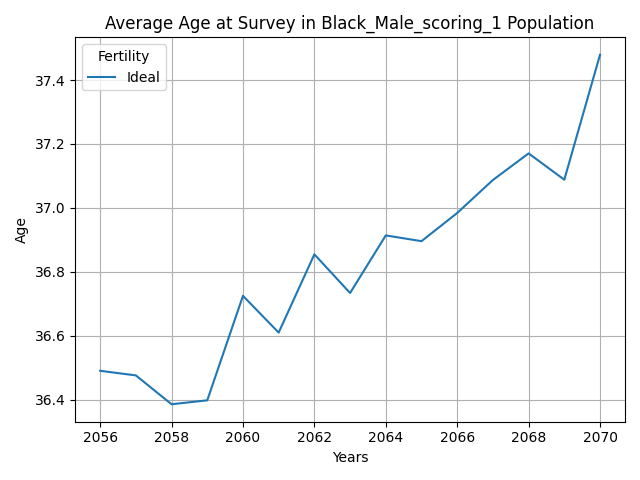 Average Age at Survey in Black_Male_scoring_1 Population
Fertility
Ideal
Age
37.4
37.2
37.0
36.8
36.6
36.4
2056 2058 2060 2062 2064 2066 2068 2070
Years